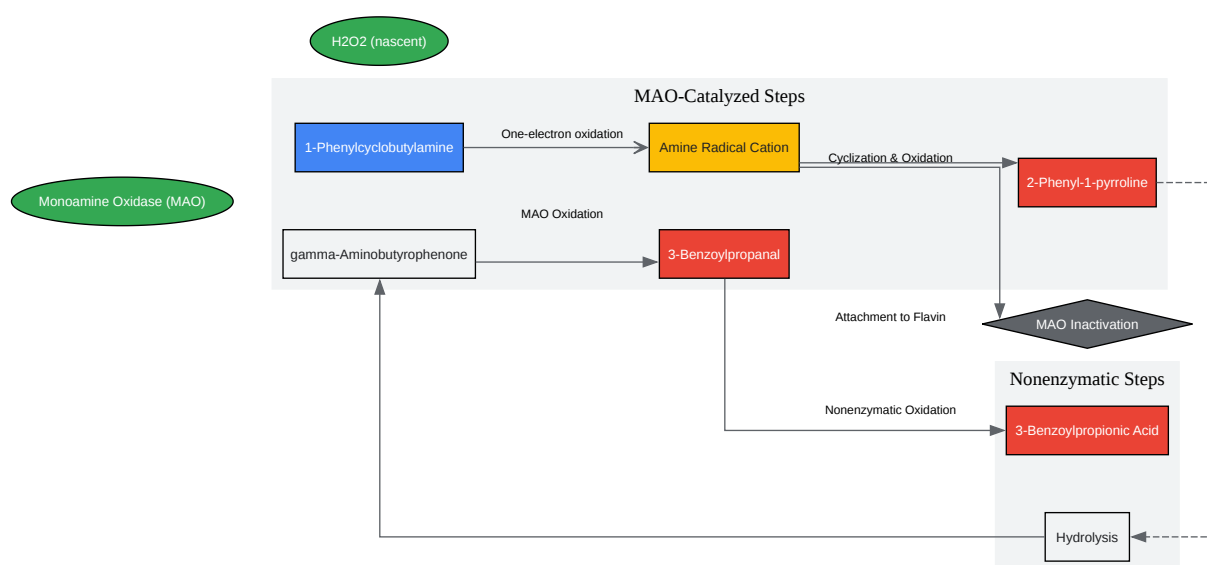 H2O2 (nascent)
MAO-Catalyzed Steps
1-Phenylcyclobutylamine
One-electron oxidation
Amine Radical Cation
Cyclization & Oxidation
2-Phenyl-1-pyrroline
Monoamine Oxidase (MAO)
MAO Oxidation
gamma-Aminobutyrophenone
3-Benzoylpropanal
Attachment to Flavin
MAO Inactivation
Nonenzymatic Steps
Nonenzymatic Oxidation
3-Benzoylpropionic Acid
Hydrolysis